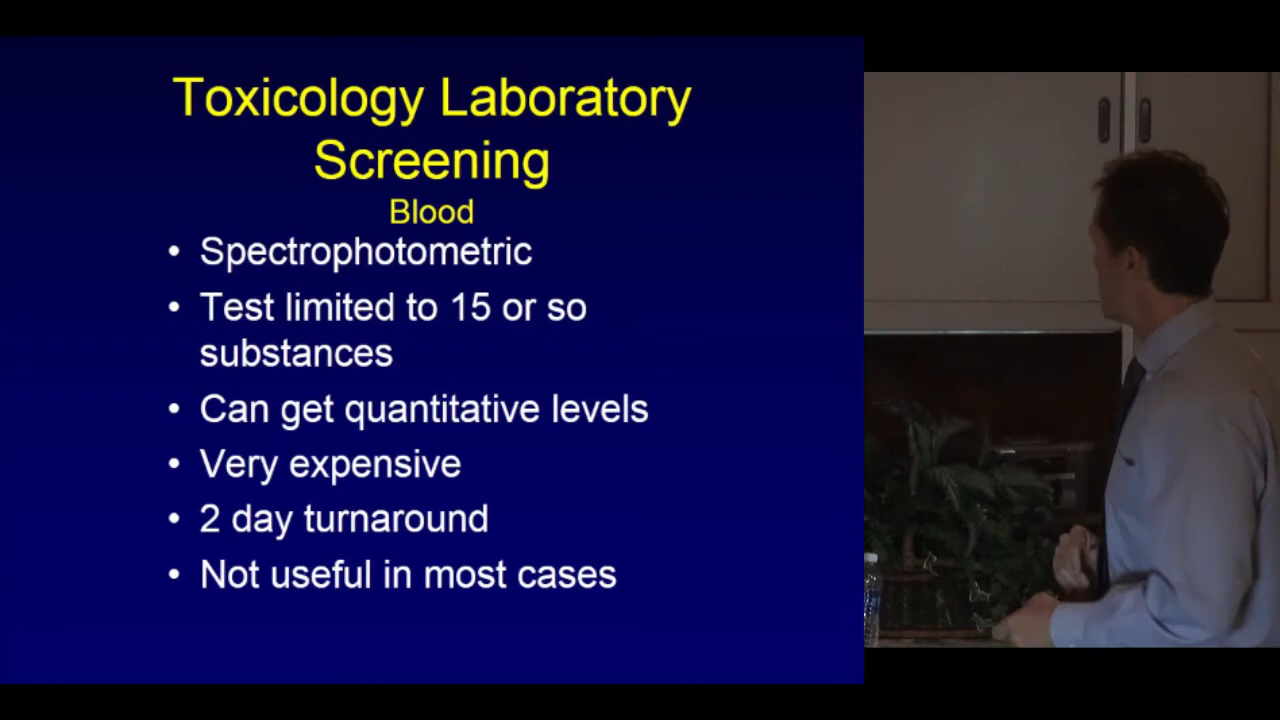 Toxicology Laboratory
Screening
Blood
• Spectrophotometric
• Test limited to 15 or so
substances
• Can get quantitative levels
• Very expensive
• 2 day turnaround
• Not useful in most cases